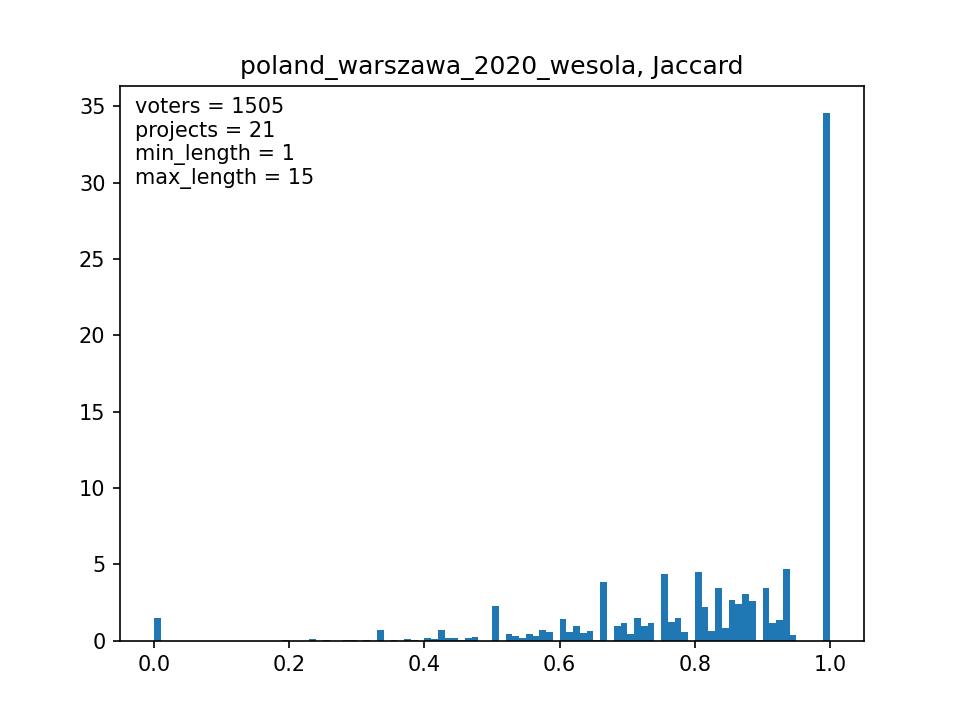 poland_warszawa_2020_wesola, Jaccard
voters = 1505
projects = 21
min_length = 1
max_length = 15
35
30
25
20
15
10
5
0
0.0 0.2 0.4 0.6 0.8 1.0